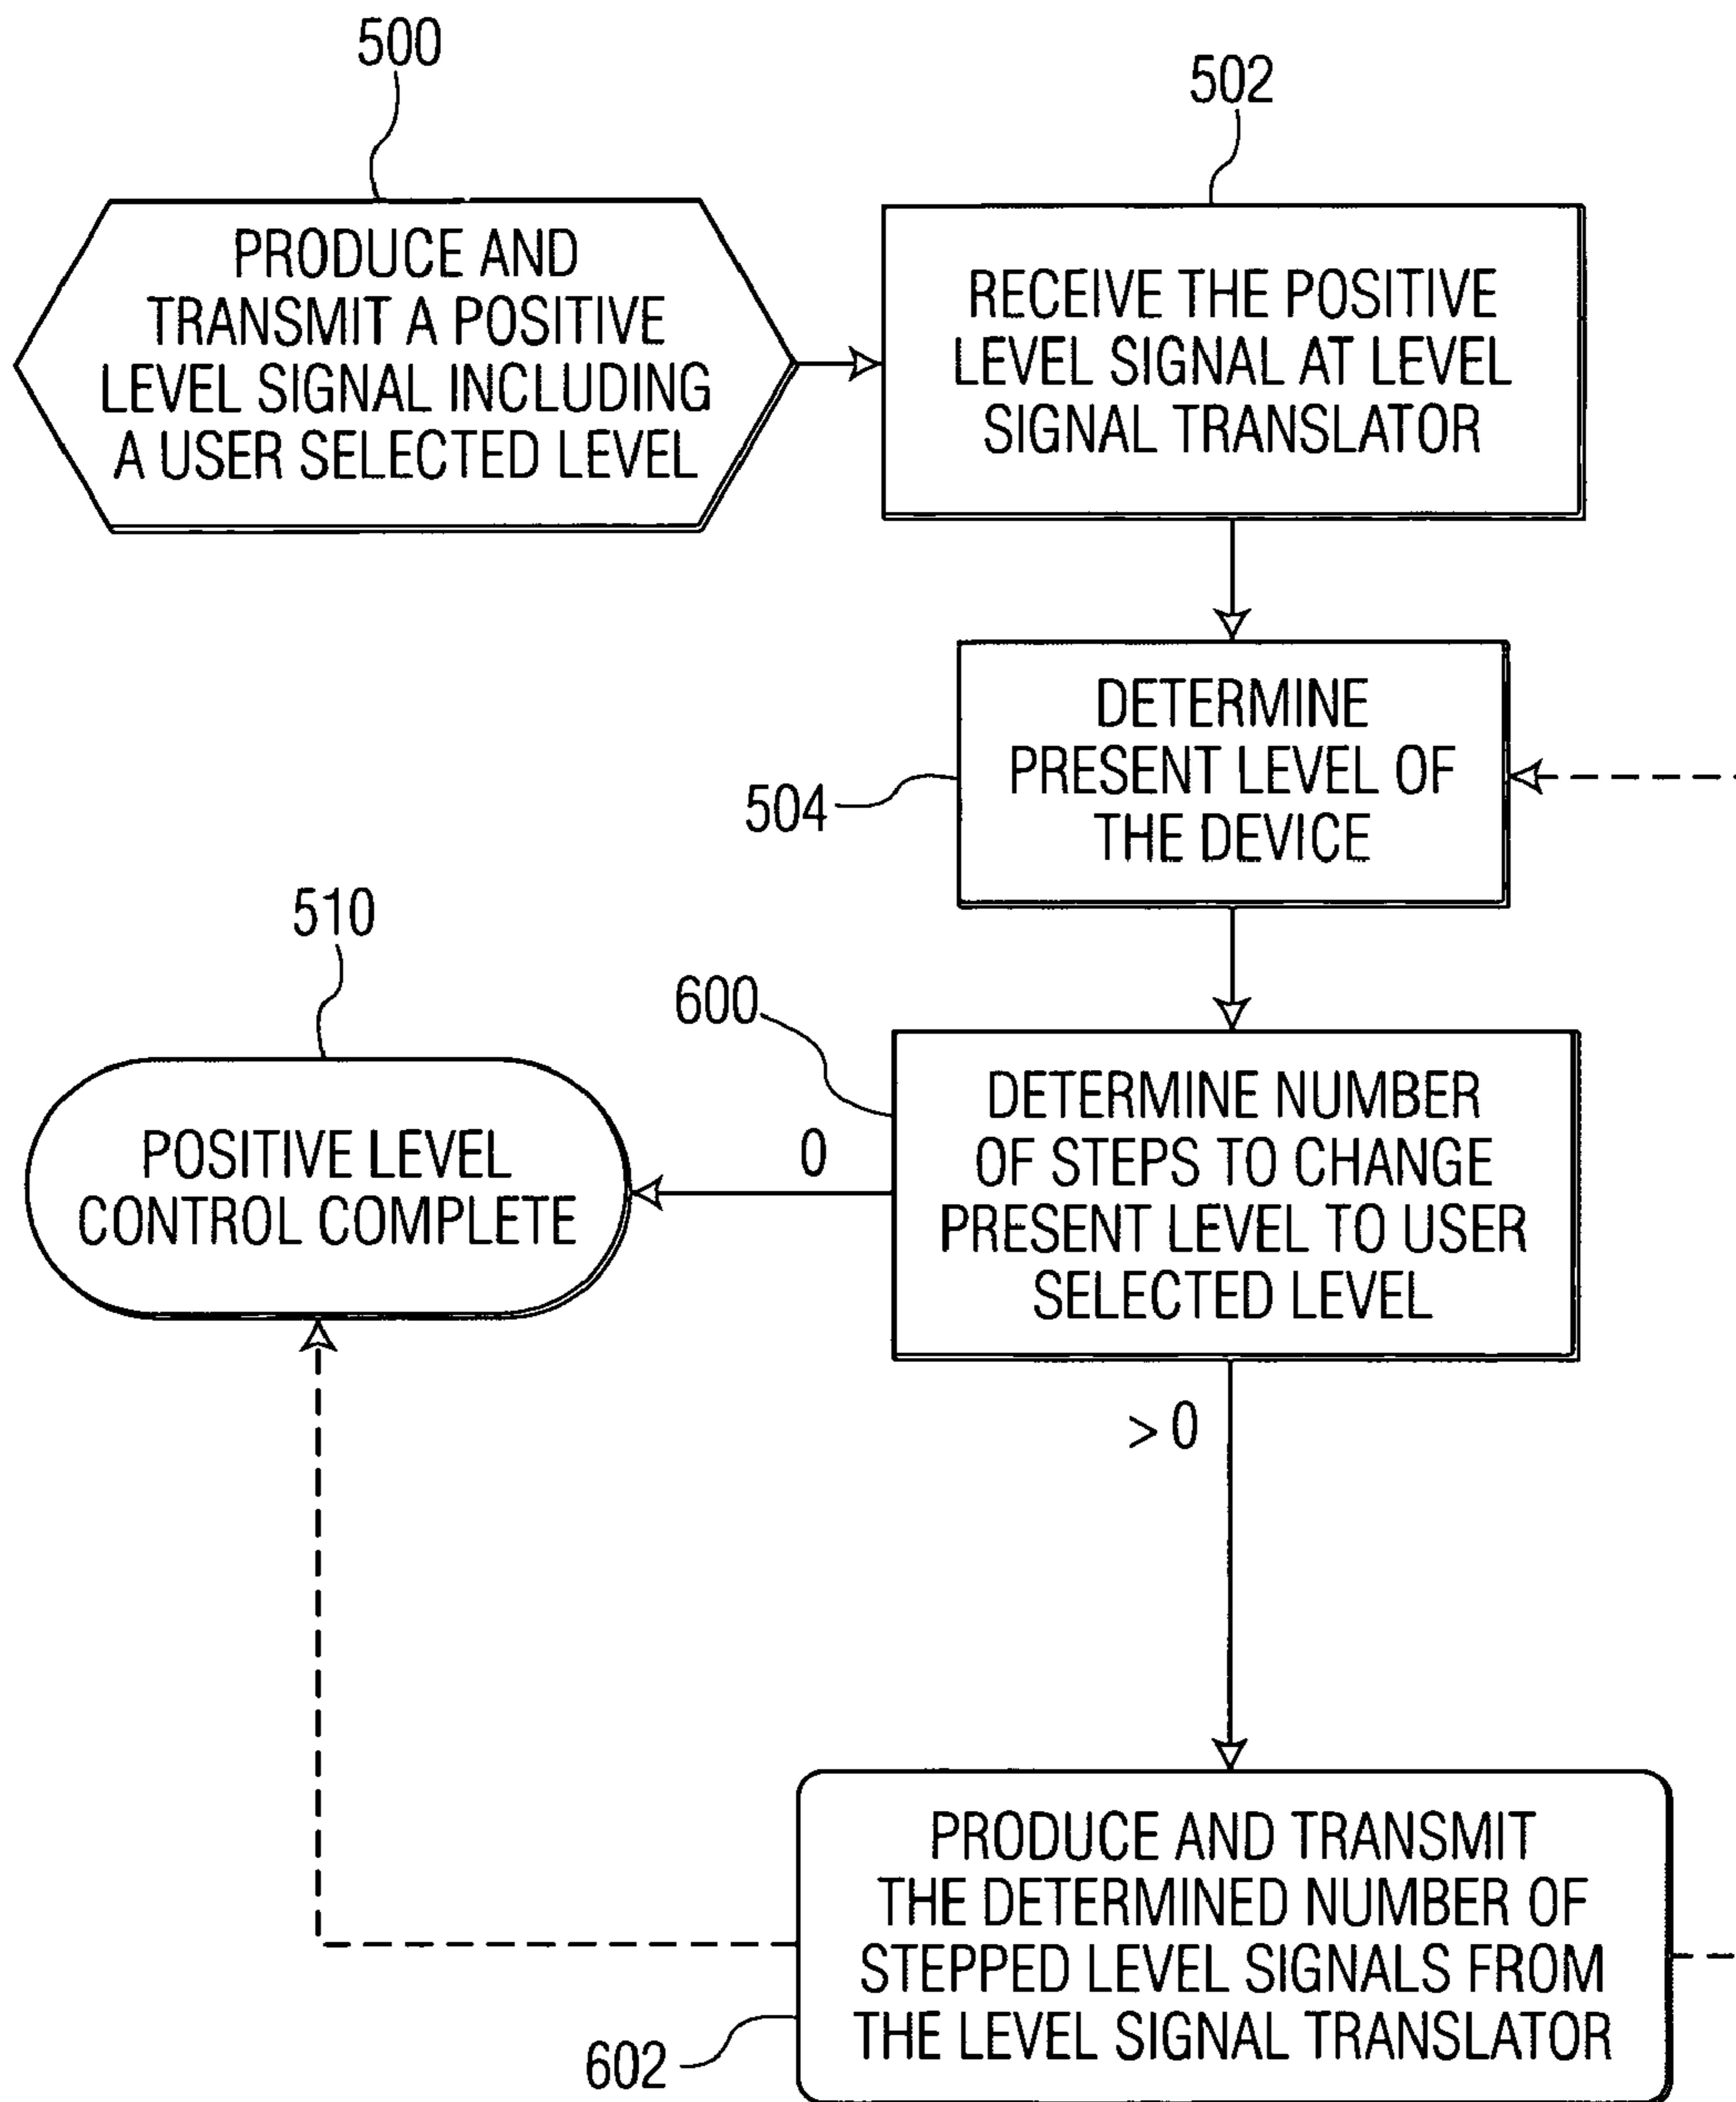 500
PRODUCE AND
TRANSMIT A POSITIVE
LEVEL SIGNAL INCLUDING
A USER SELECTED LEVEL
502
RECEIVE THE POSITIVE
LEVEL SIGNAL AT LEVEL
SIGNAL TRANSLATOR
504
DETERMINE
PRESENT LEVEL OF
THE DEVICE
600
DETERMINE NUMBER
OF STEPS TO CHANGE
PRESENT LEVEL TO USER
SELECTED LEVEL
0
510
POSITIVE LEVEL
CONTROL COMPLETE
> 0
602
PRODUCE AND TRANSMIT
THE DETERMINED NUMBER OF
STEPPED LEVEL SIGNALS FROM
THE LEVEL SIGNAL TRANSLATOR